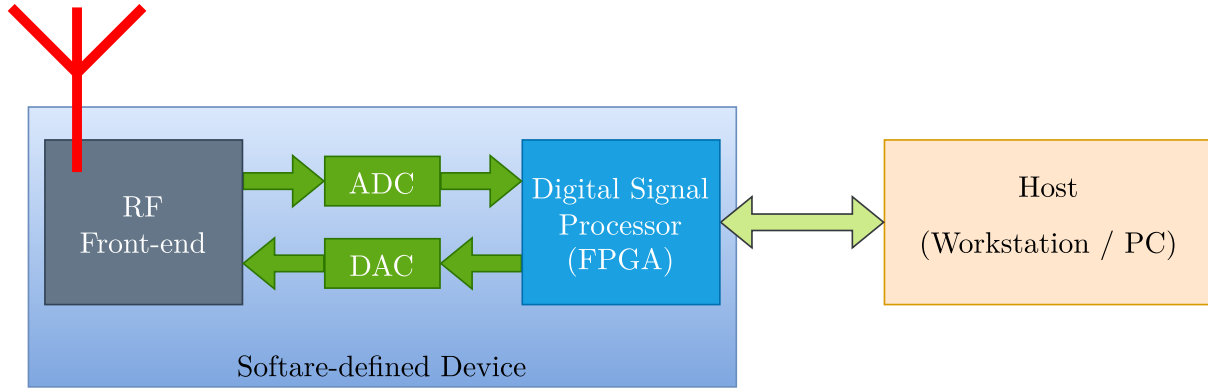 RF
Front-end
ADC
DAC
Digital Signal
Processor
(FPGA)
Host
(Workstation / PC)
Softare-defined Device